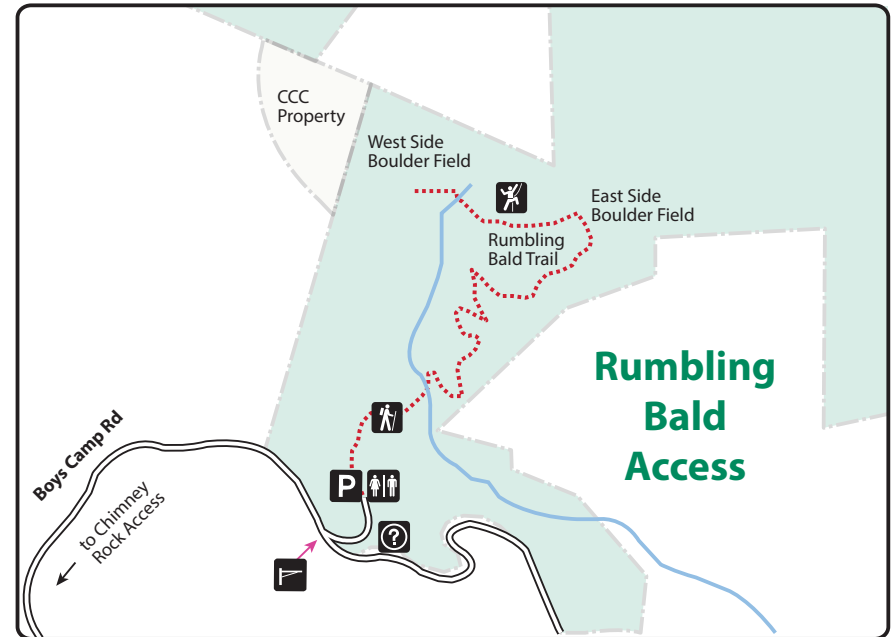 CCC
Property
West Side
Boulder Field
East Side
Boulder Field
Rumbling
Bald Trail
Rumbling
Bald
Access
Boys Camp Rd
to Chimney
Rock Access
P
?